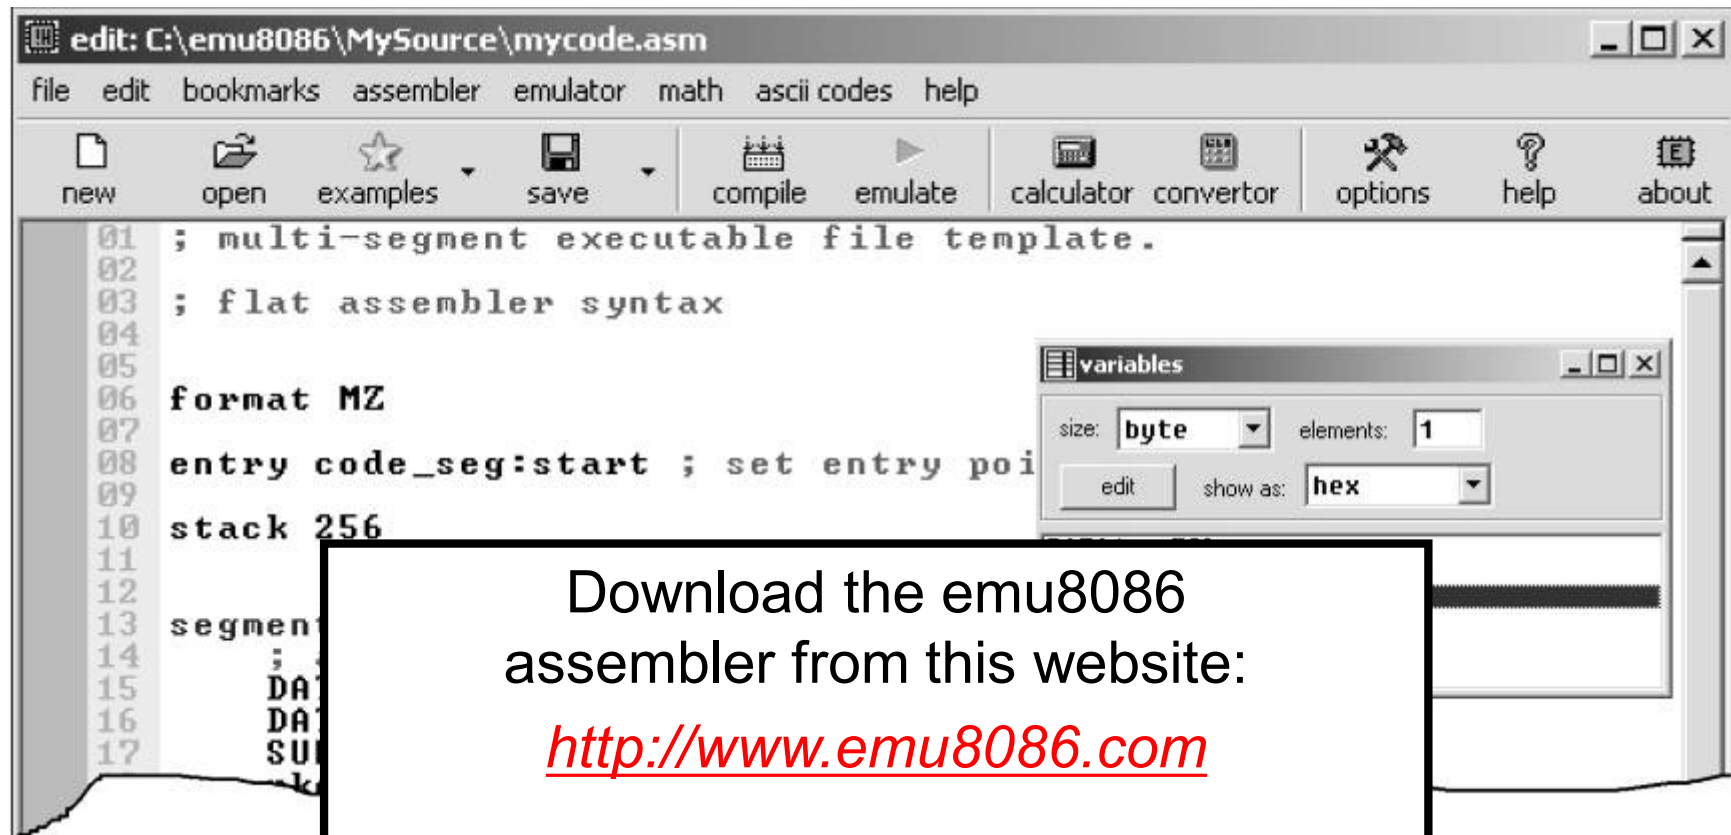 edit: C:\emu8086\MySource\mycode.asm
file edit bookmarks assembler emulator math ascii codes help
new open examples save compile emulate calculator convertor options help about
01 ; multi-segment executable file template.
02
03 ; flat assembler syntax
04
05
06 format MZ
07
08 entry code_seg:start ; set entry poi
09
10 stack 256
11
12
13 segmen
14 ;
15 DA
16 DA
17 SU
variables
size: byte elements: 1
edit show as: hex
Download the emu8086
assembler from this website:
http://www.emu8086.com